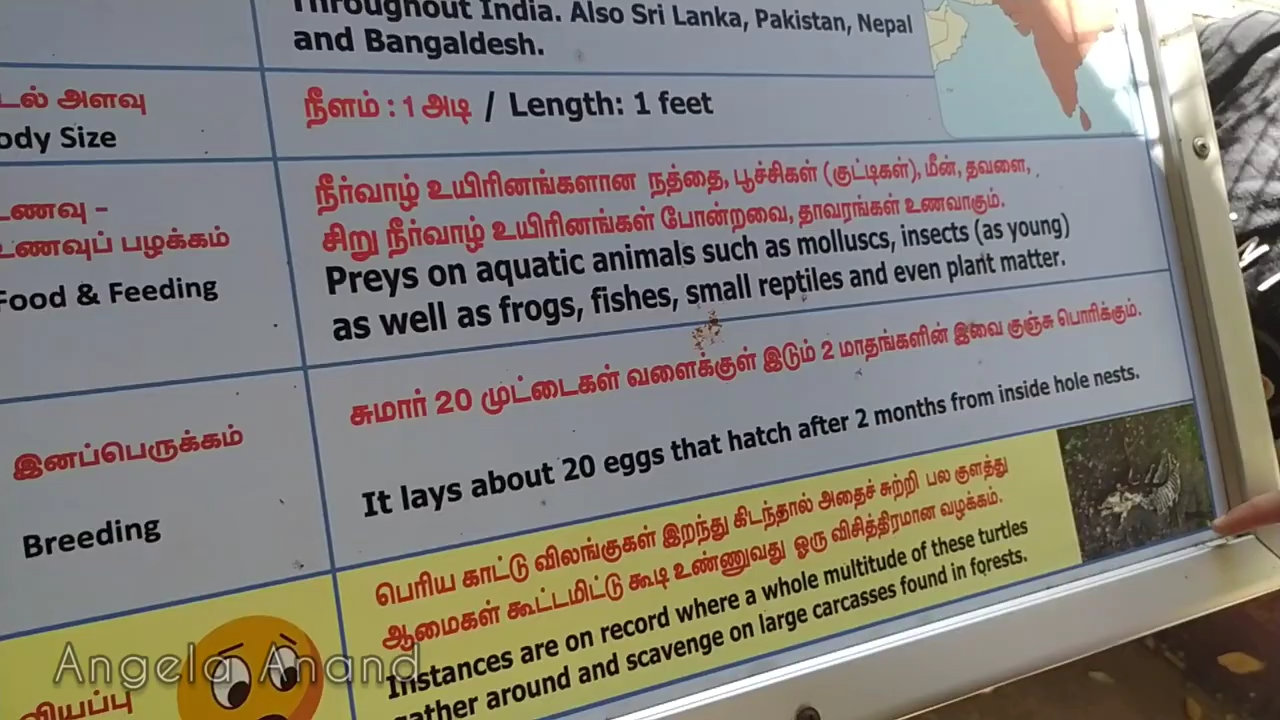 Throughout India. Also Sri Lanka, Pakistan, Nepal
and Bangaldesh.
டல் அளவு
ody Size
நீளம் : 1 அடி / Length: 1 feet
ணவு –
உணவுப் பழக்கம்
Food & Feeding
நீர்வாழ் உயிரினங்களான நத்தை, பூச்சிகள் (குட்டிகள்), மீன், தவளை,
சிறு நீர்வாழ் உயிரினங்கள் போன்றவை, தாவரங்கள் உணவாகும்.
Preys on aquatic animals such as molluscs, insects (as young)
as well as frogs, fishes, small reptiles and even plant matter.
இனப்பெருக்கம்
Breeding
சுமார் 20 முட்டைகள் வளைக்குள் இடும் 2 மாதங்களின் இவை குஞ்சு பொரிக்கும்.
It lays about 20 eggs that hatch after 2 months from inside hole nests.
வியப்பு
பெரிய காட்டு விலங்குகள் இறந்து கிடந்தால் அதைச் சுற்றி பல குளத்து
ஆமைகள் கூட்டமிட்டு கூடி உண்ணுவது ஒரு விசித்திரமான வழக்கம்.
Instances are on record where a whole multitude of these turtles
gather around and scavenge on large carcasses found in forests.
Angela Anand